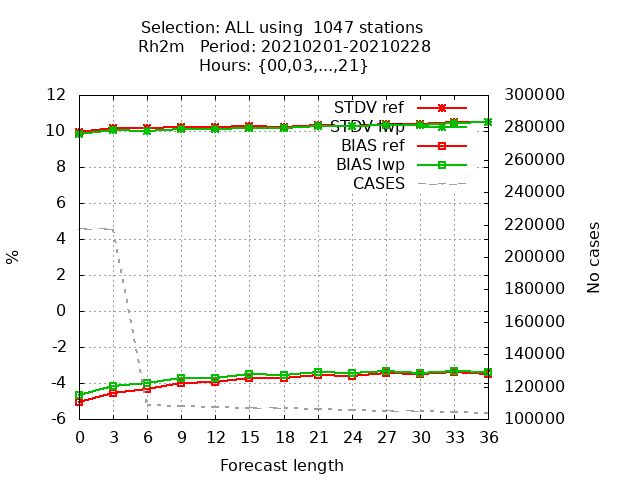 Selection: ALL using  1047 stations
Rh2m   Period: 20210201-20210228
Hours: {00,03,...,21}
STDV ref
STDV lwp
BIAS ref
BIAS lwp
CASES
12
10
8
6
4
2
0
-2
-4
-6
%
300000
280000
260000
240000
220000
200000
180000
160000
140000
120000
100000
No cases
0 3 6 9 12 15 18 21 24 27 30 33 36
Forecast length